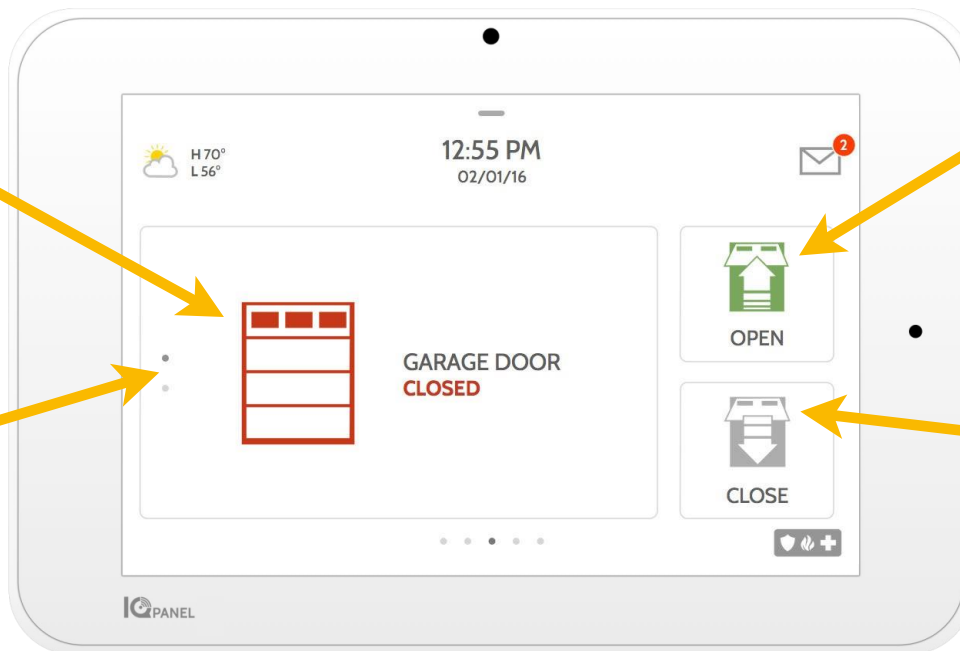 H 70°
L 56°
12:55 PM
02/01/16
2
GARAGE DOOR
CLOSED
OPEN
CLOSE
IQ PANEL